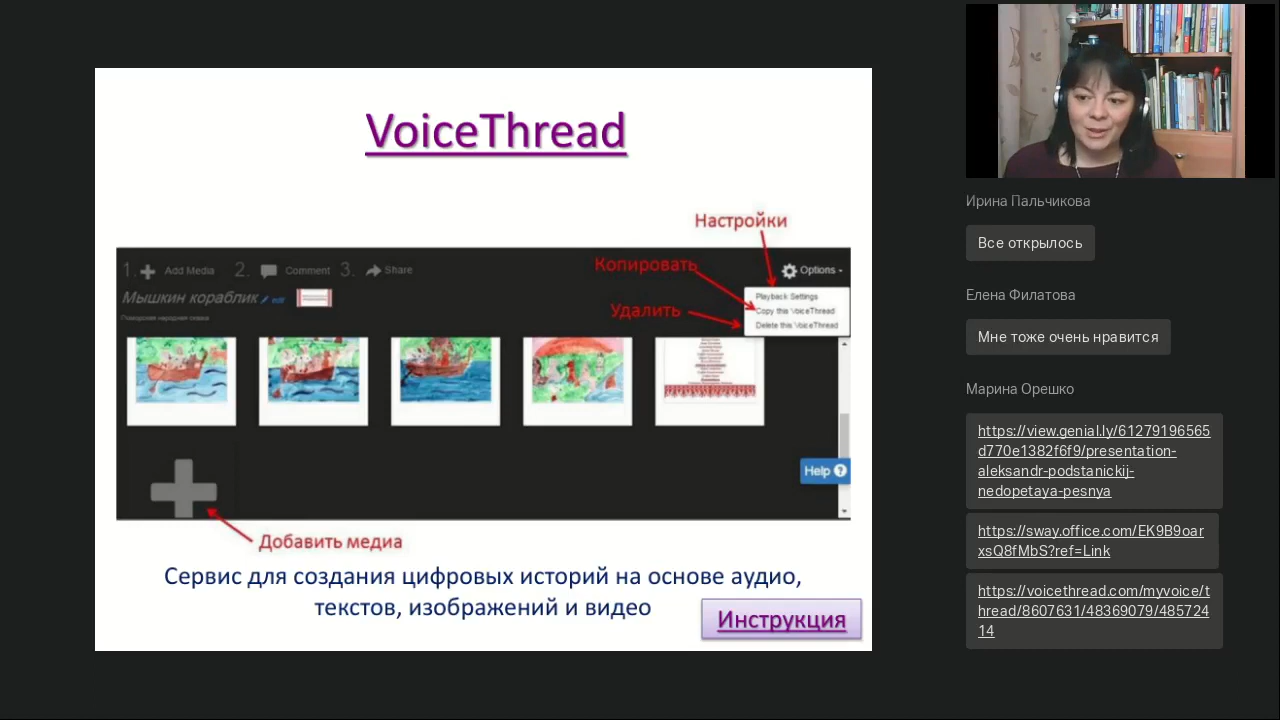 VoiceThread
Настройки
Копировать
Удалить
1. Add Media 2. Comment 3. Share
Options
Мышкин кораблик edit
Поморская народная сказка
Playback Settings
Copy this VoiceThread
Delete this VoiceThread
Help ?
Добавить медиа
Сервис для создания цифровых историй на основе аудио,
текстов, изображений и видео
Инструкция
Ирина Пальчикова
Все открылось
Елена Филатова
Мне тоже очень нравится
Марина Орешко
https://view.genial.ly/61279196565
d770e1382f6f9/presentation-
aleksandr-podstanickij-
nedopetaya-pesnya
https://sway.office.com/EK9B9oar
xsQ8fMbS?ref=Link
https://voicethread.com/myvoice/t
hread/8607631/48369079/485724
14